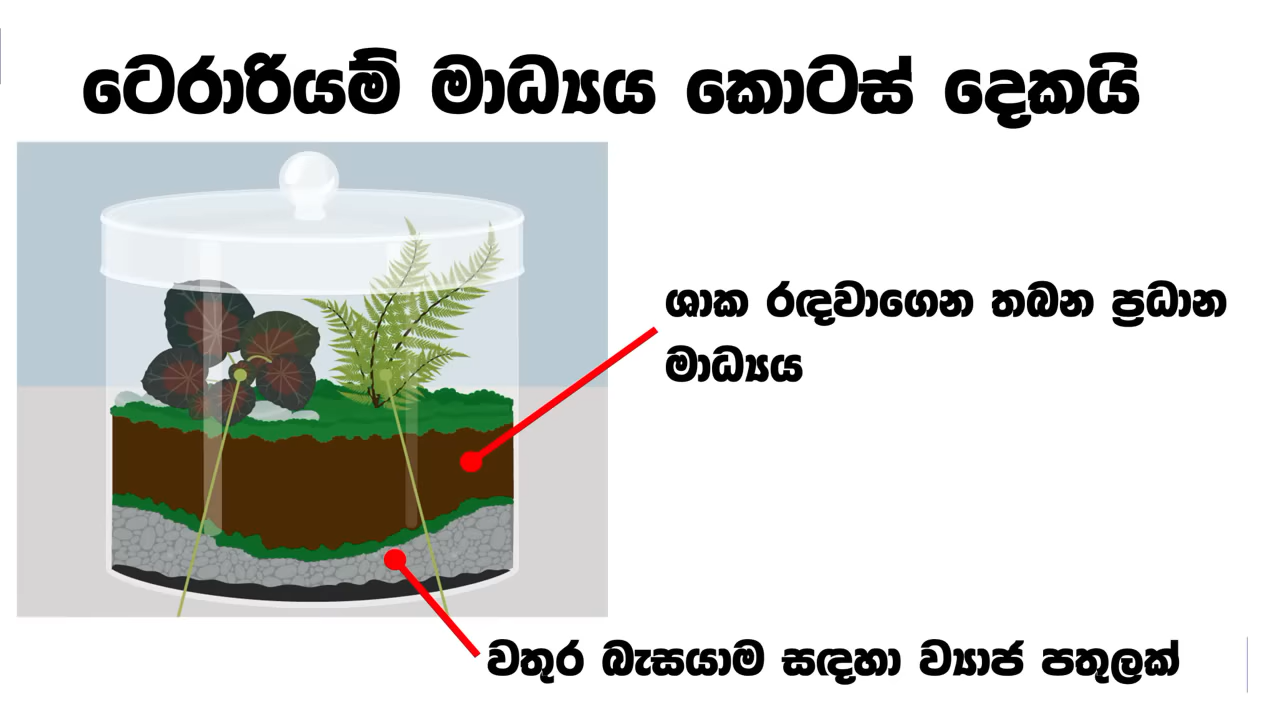 ටෙරාරියම් මාධ්‍යය කොටස් දෙකයි
ශාක රඳවාගෙන තබන ප්‍රධාන
මාධ්‍යය
වතුර බැසයාම සඳහා ව්‍යාජ පතුලක්